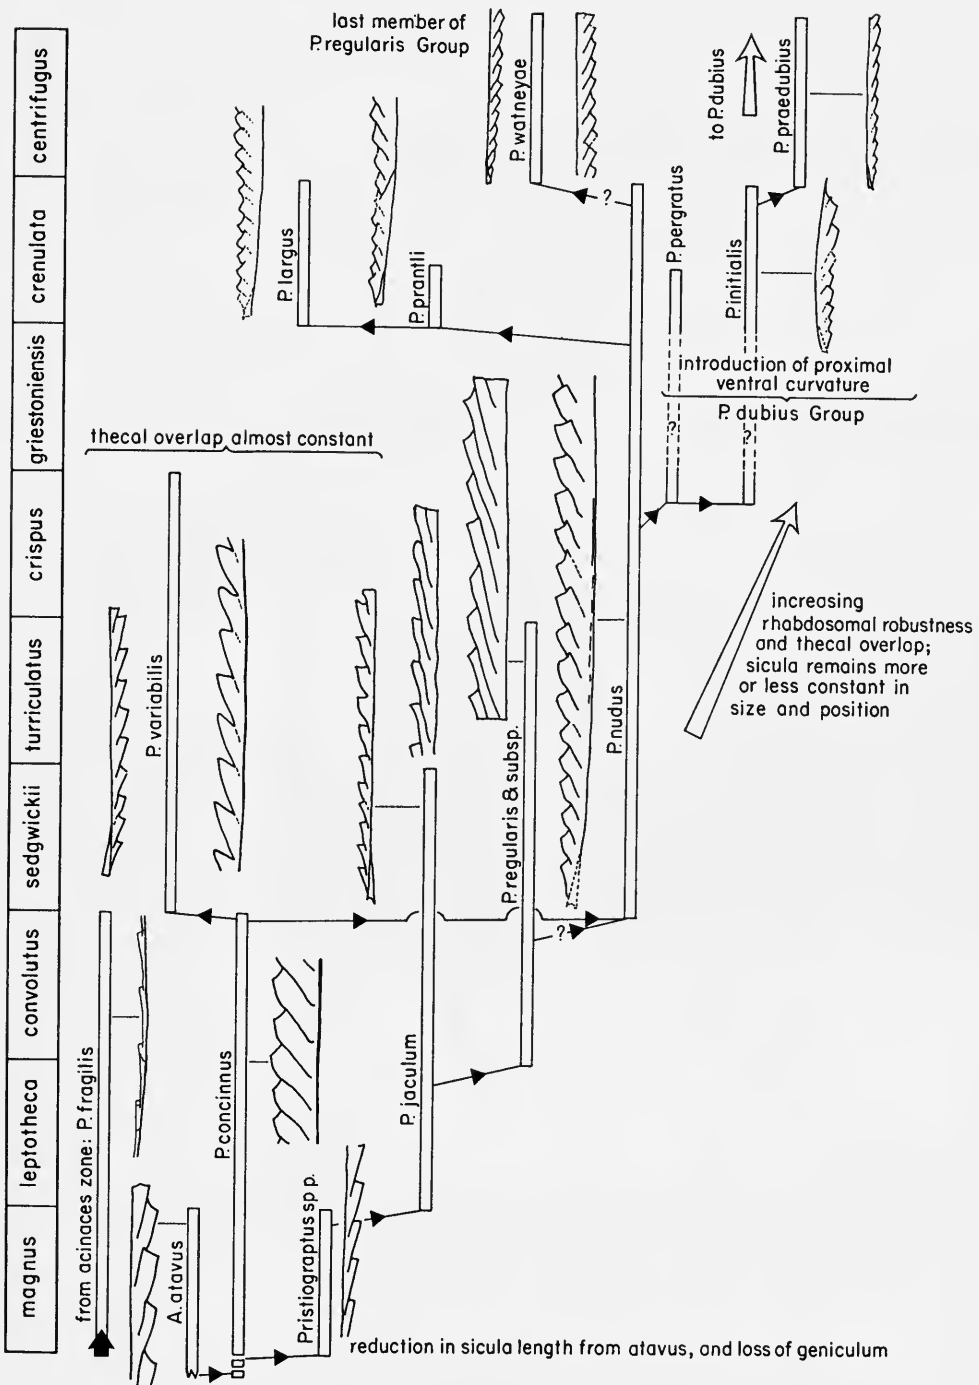 last member of
P.regularis Group
centrifugus
crenulata
griestoniensis
crispus
turriculatus
sedgwickii
convolutus
leptotheca
magnus
P.watneyae
to P.dubius
P.praedubius
?
P.largus
P.prantli
P.pergratus
P.initialis
introduction of proximal
ventral curvature
P.dubius Group
?
?
thecal overlap almost constant
P.variabilis
increasing
rhabdosomal robustness
and thecal overlap;
sicula remains more
or less constant in
size and position
P.regularis & subsp.
P.nudus
?
from acinaces zone: P.fragilis
P.concinnus
P.jaculum
A.atavus
Pristiograptus sp p.
reduction in sicula length from atavus, and loss of geniculum